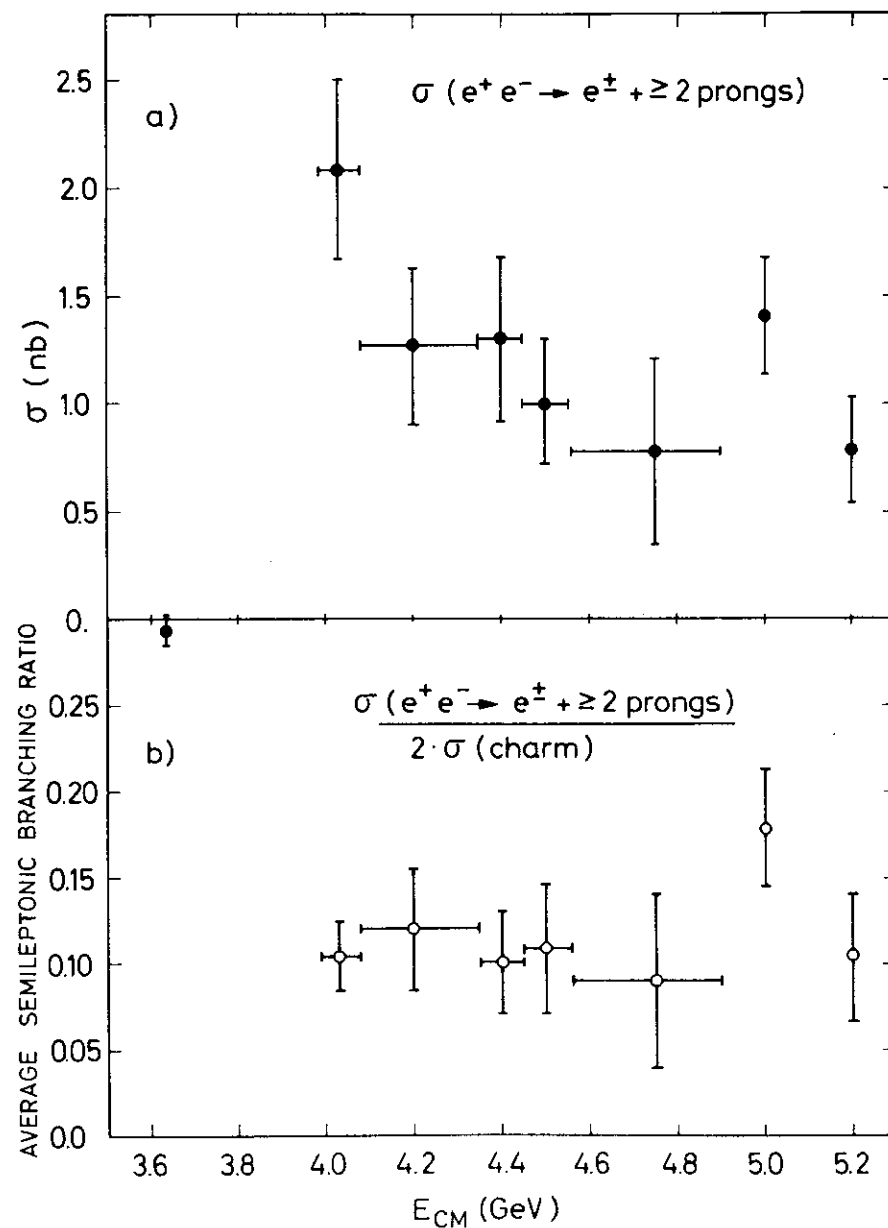 a)
σ (e⁺ e⁻ → e± + ≥ 2 prongs)
2.5
2.0
1.5
1.0
0.5
0.
σ (nb)
b)
σ (e⁺ e⁻ → e± + ≥ 2 prongs)
2·σ (charm)
0.25
0.20
0.15
0.10
0.05
0.0
AVERAGE SEMILEPTONIC BRANCHING RATIO
3.6 3.8 4.0 4.2 4.4 4.6 4.8 5.0 5.2
E_CM (GeV)